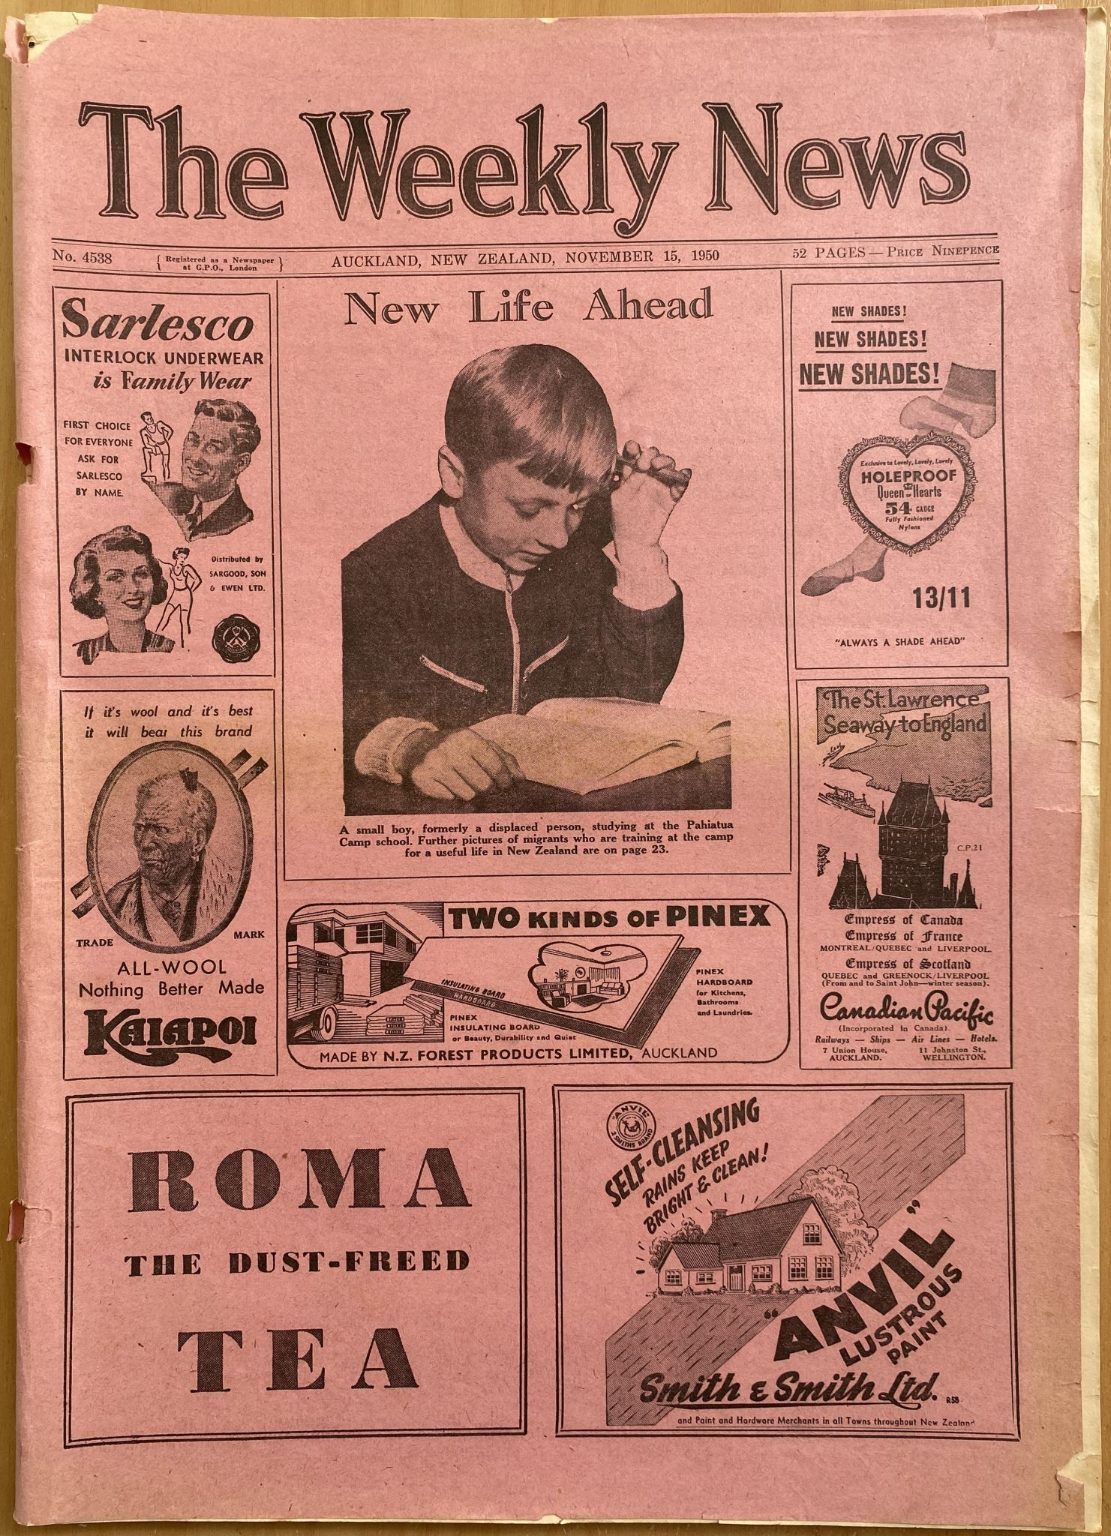 The Weekly News
No. 4538
Registered as a Newspaper
at G.P.O., London
AUCKLAND, NEW ZEALAND, NOVEMBER 15, 1950
52 PAGES — PRICE NINEPENCE
Sarlesco
INTERLOCK UNDERWEAR
is Family Wear
FIRST CHOICE
FOR EVERYONE
ASK FOR
SARLESCO
BY NAME
Distributed by
SARGOOD, SON
& EWEN LTD.
If it's wool and it's best
it will bear this brand
TRADE
MARK
ALL-WOOL
Nothing Better Made
KAIAPOI
New Life Ahead
A small boy, formerly a displaced person, studying at the Pahiatua
Camp school. Further pictures of migrants who are training at the camp
for a useful life in New Zealand are on page 23.
NEW SHADES!
NEW SHADES!
NEW SHADES!
Exclusive to Lovely, Lovely, Lovely
HOLEPROOF
Queen of Hearts
54 GAUGE
Fully Fashioned
Nylons
13/11
"ALWAYS A SHADE AHEAD"
The St. Lawrence
Seaway to England
C.P.21
Empress of Canada
Empress of France
MONTREAL/QUEBEC and LIVERPOOL.
Empress of Scotland
QUEBEC and GREENOCK/LIVERPOOL
(From and to Saint John—winter season).
Canadian Pacific
(Incorporated in Canada).
Railways — Ships — Air Lines — Hotels.
7 Union House,
AUCKLAND.
11 Johnston St.,
WELLINGTON.
TWO KINDS OF PINEX
INSULATING BOARD
HARDBOARD
PINEX
HARDBOARD
for Kitchens,
Bathrooms
and Laundries.
PINEX
INSULATING BOARD
or Beauty, Durability and Quiet
MADE BY N.Z. FOREST PRODUCTS LIMITED, AUCKLAND
ROMA
THE DUST-FREED
TEA
ANVIL
SELF-CLEANSING
RAINS KEEP
BRIGHT & CLEAN!
"ANVIL"
LUSTROUS
PAINT
Smith & Smith Ltd.
RS8
and Paint and Hardware Merchants in all Towns throughout New Zealand